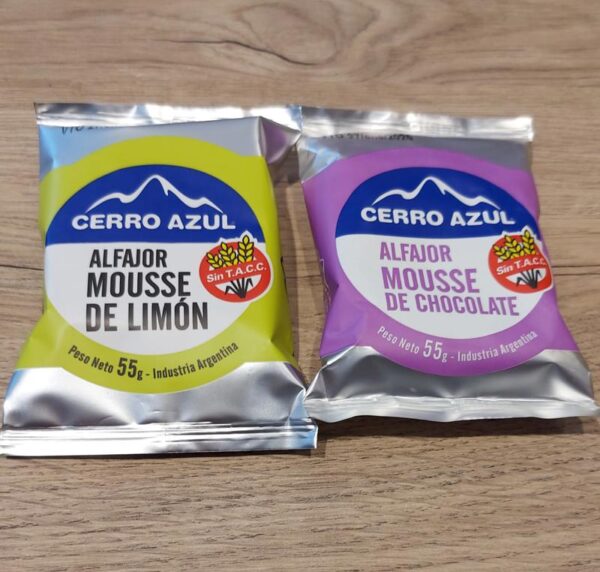 CERRO AZUL
ALFAJOR
MOUSSE
DE LIMÓN
Sin T.A.C.C.
Peso Neto 55g - Industria Argentina
CERRO AZUL
ALFAJOR
MOUSSE
DE CHOCOLATE
Sin T.A.C.C.
Peso Neto 55g - Industria Argentina